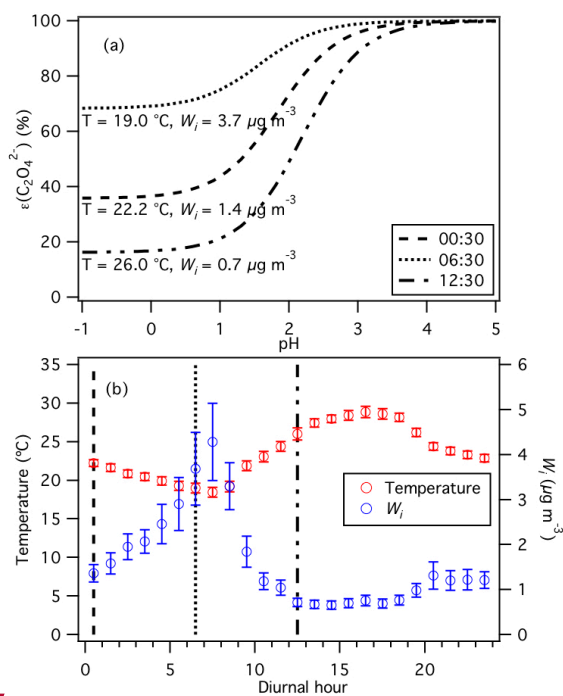 (a)
ε(C₂O₄²⁻) (%)
100
80
60
40
20
0
T = 19.0 °C, Wᵢ = 3.7 µg m⁻³
T = 22.2 °C, Wᵢ = 1.4 µg m⁻³
T = 26.0 °C, Wᵢ = 0.7 µg m⁻³
00:30
06:30
12:30
-1 0 1 2 3 4 5
pH
(b)
Temperature (°C)
35
30
25
20
15
10
5
0
Temperature
Wᵢ
6
5
4
3
2
1
0
Wᵢ (µg m⁻³)
0 5 10 15 20
Diurnal hour